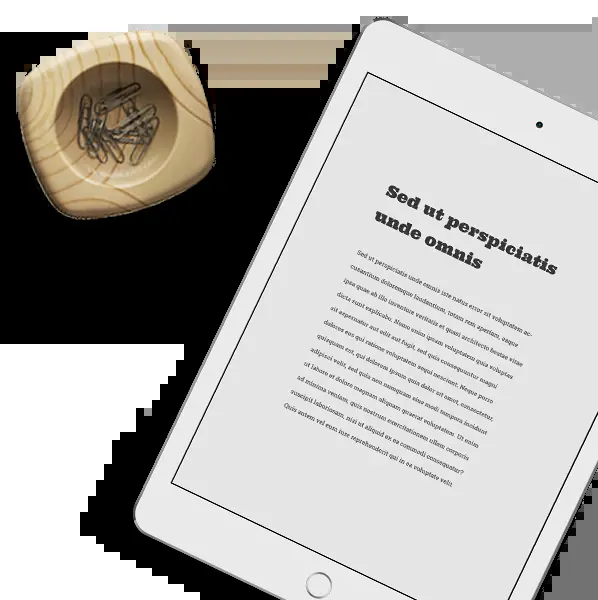 Sed ut perspiciatis
unde omnis
Sed ut perspiciatis unde omnis iste natus error sit voluptatem ac-
cusantium doloremque laudantium, totam rem aperiam, eaque
ipsa quae ab illo inventore veritatis et quasi architecto beatae vitae
dicta sunt explicabo. Nemo enim ipsam voluptatem quia voluptas
sit aspernatur aut odit aut fugit, sed quia consequuntur magni
dolores eos qui ratione voluptatem sequi nesciunt. Neque porro
quisquam est, qui dolorem ipsum quia dolor sit amet, consectetur,
adipisci velit, sed quia non numquam eius modi tempora incidunt
ut labore et dolore magnam aliquam quaerat voluptatem. Ut enim
ad minima veniam, quis nostrum exercitationem ullam corporis
suscipit laboriosam, nisi ut aliquid ex ea commodi consequatur?
Quis autem vel eum iure reprehenderit qui in ea voluptate velit